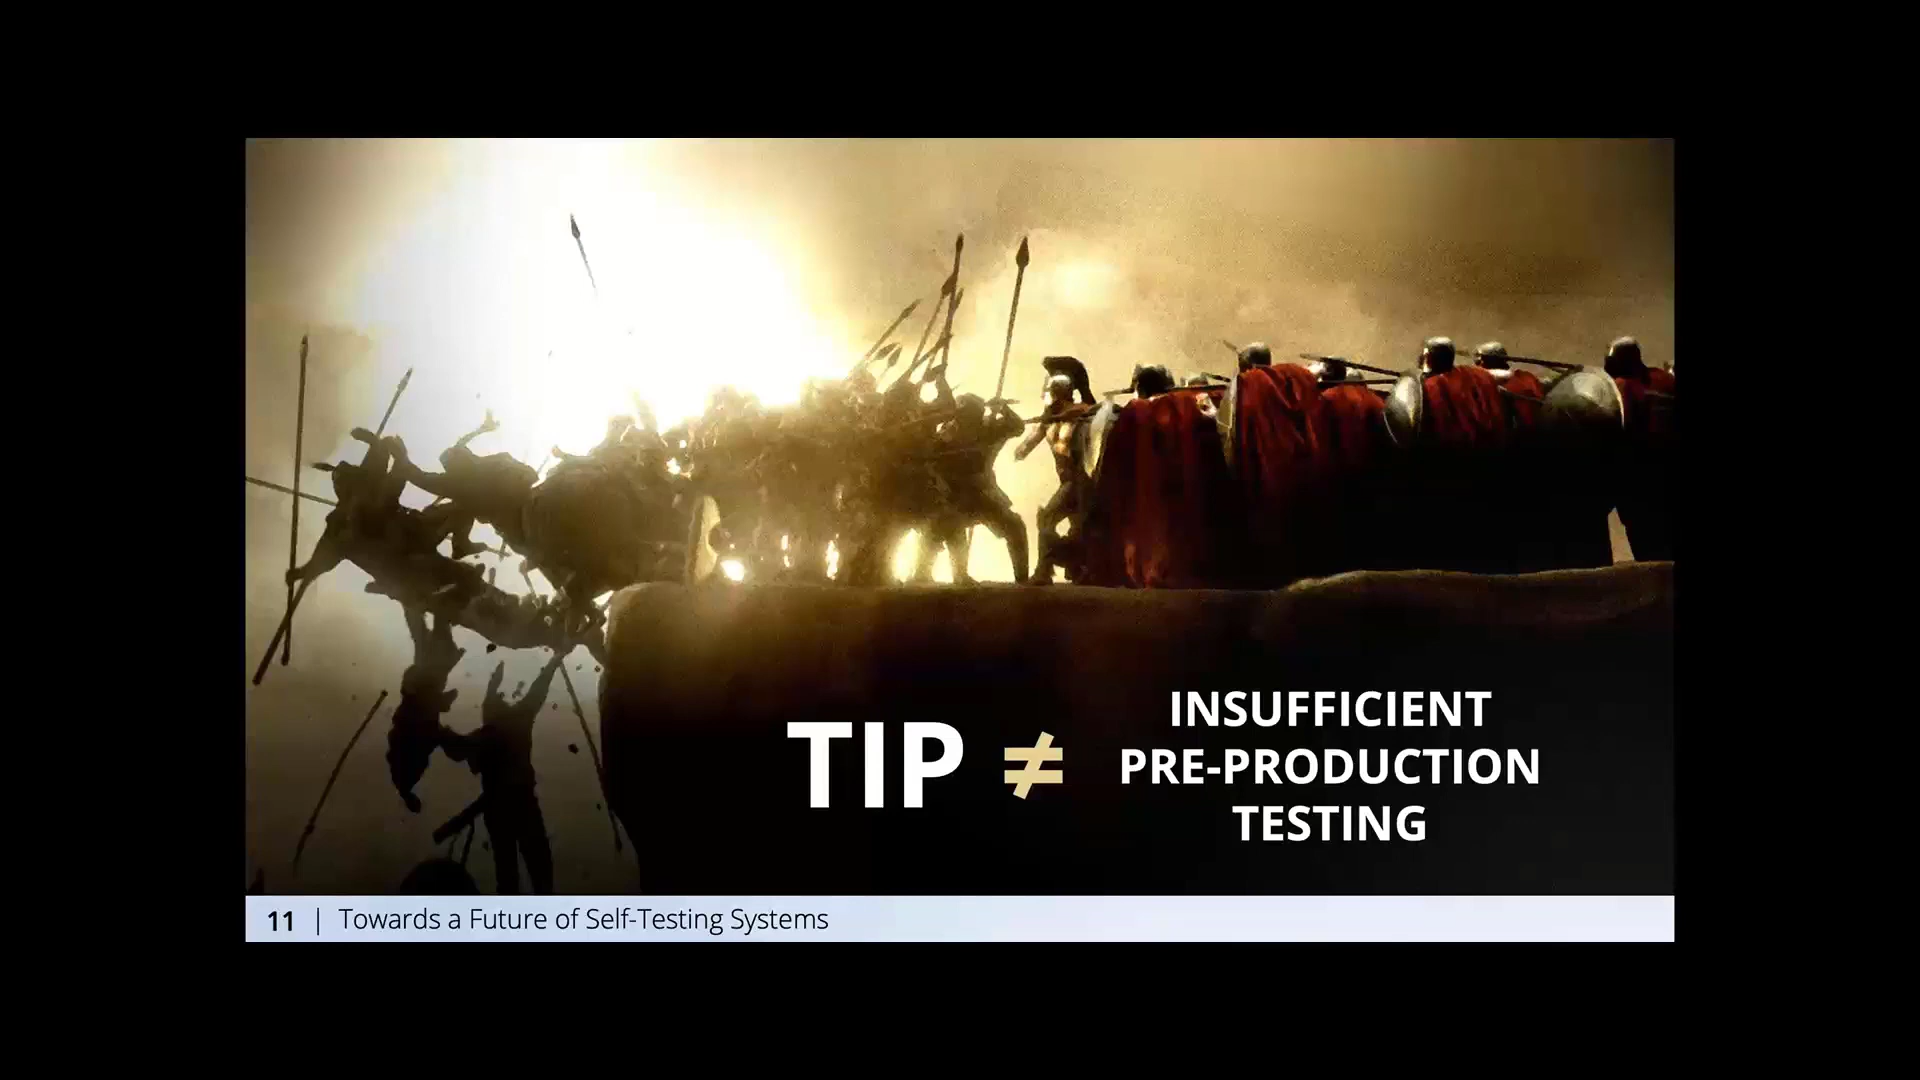 TIP ≠
INSUFFICIENT
PRE-PRODUCTION
TESTING
11 | Towards a Future of Self-Testing Systems